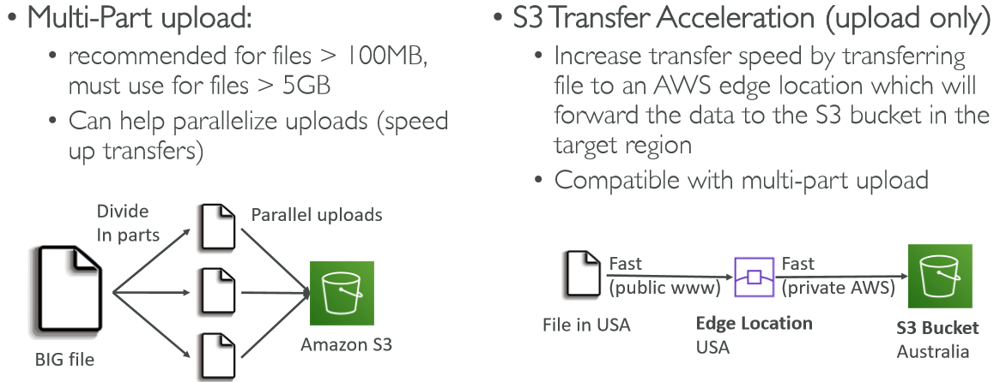 • Multi-Part upload:
• recommended for files > 100MB,
must use for files > 5GB
• Can help parallelize uploads (speed
up transfers)
Divide
In parts
Parallel uploads
BIG file
Amazon S3
• S3 Transfer Acceleration (upload only)
• Increase transfer speed by transferring
file to an AWS edge location which will
forward the data to the S3 bucket in the
target region
• Compatible with multi-part upload
Fast
(public www)
Fast
(private AWS)
File in USA
Edge Location
USA
S3 Bucket
Australia